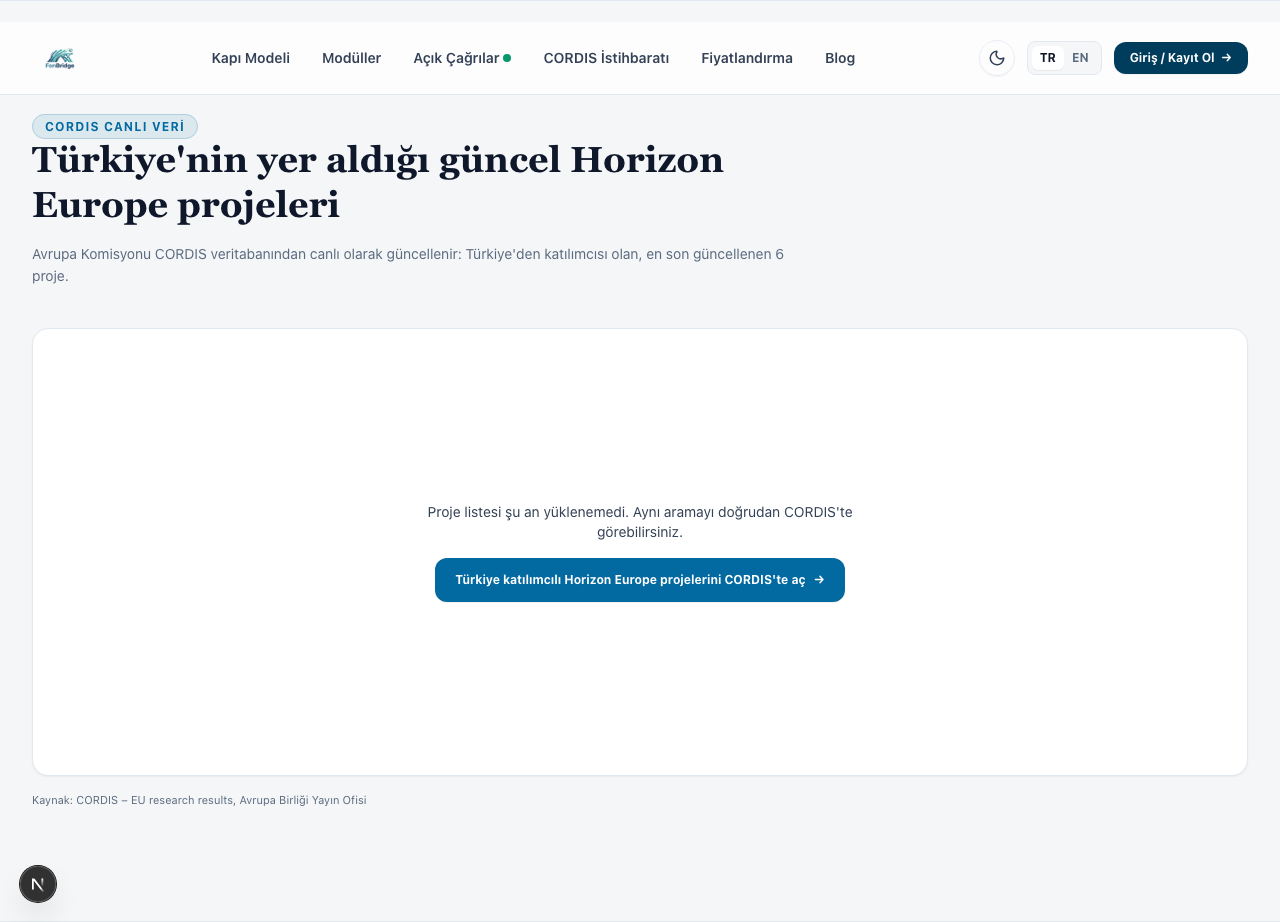 FonBridge
Kapı Modeli
Modüller
Açık Çağrılar
CORDIS İstihbaratı
Fiyatlandırma
Blog
TR
EN
Giriş / Kayıt Ol →
CORDIS CANLI VERİ
Türkiye'nin yer aldığı güncel Horizon
Europe projeleri
Avrupa Komisyonu CORDIS veritabanından canlı olarak güncellenir: Türkiye'den katılımcısı olan, en son güncellenen 6
proje.
Proje listesi şu an yüklenemedi. Aynı aramayı doğrudan CORDIS'te
görebilirsiniz.
Türkiye katılımcılı Horizon Europe projelerini CORDIS'te aç →
Kaynak: CORDIS – EU research results, Avrupa Birliği Yayın Ofisi
N